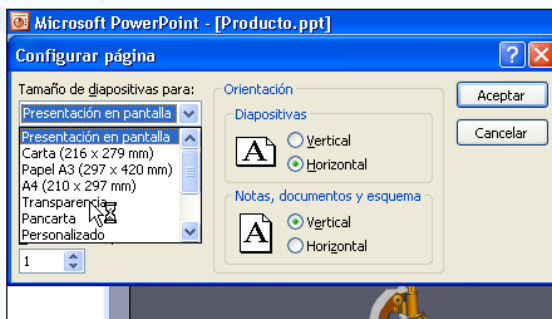 Microsoft PowerPoint - [Producto.ppt]
Configurar página
Tamaño de diapositivas para:
Presentación en pantalla
Presentación en pantalla
Carta (216 x 279 mm)
Papel A3 (297 x 420 mm)
A4 (210 x 297 mm)
Transparencia
Pancarta
Personalizado
1
Orientación
Diapositivas
A
Vertical
Horizontal
Notas, documentos y esquema
A
Vertical
Horizontal
Aceptar
Cancelar